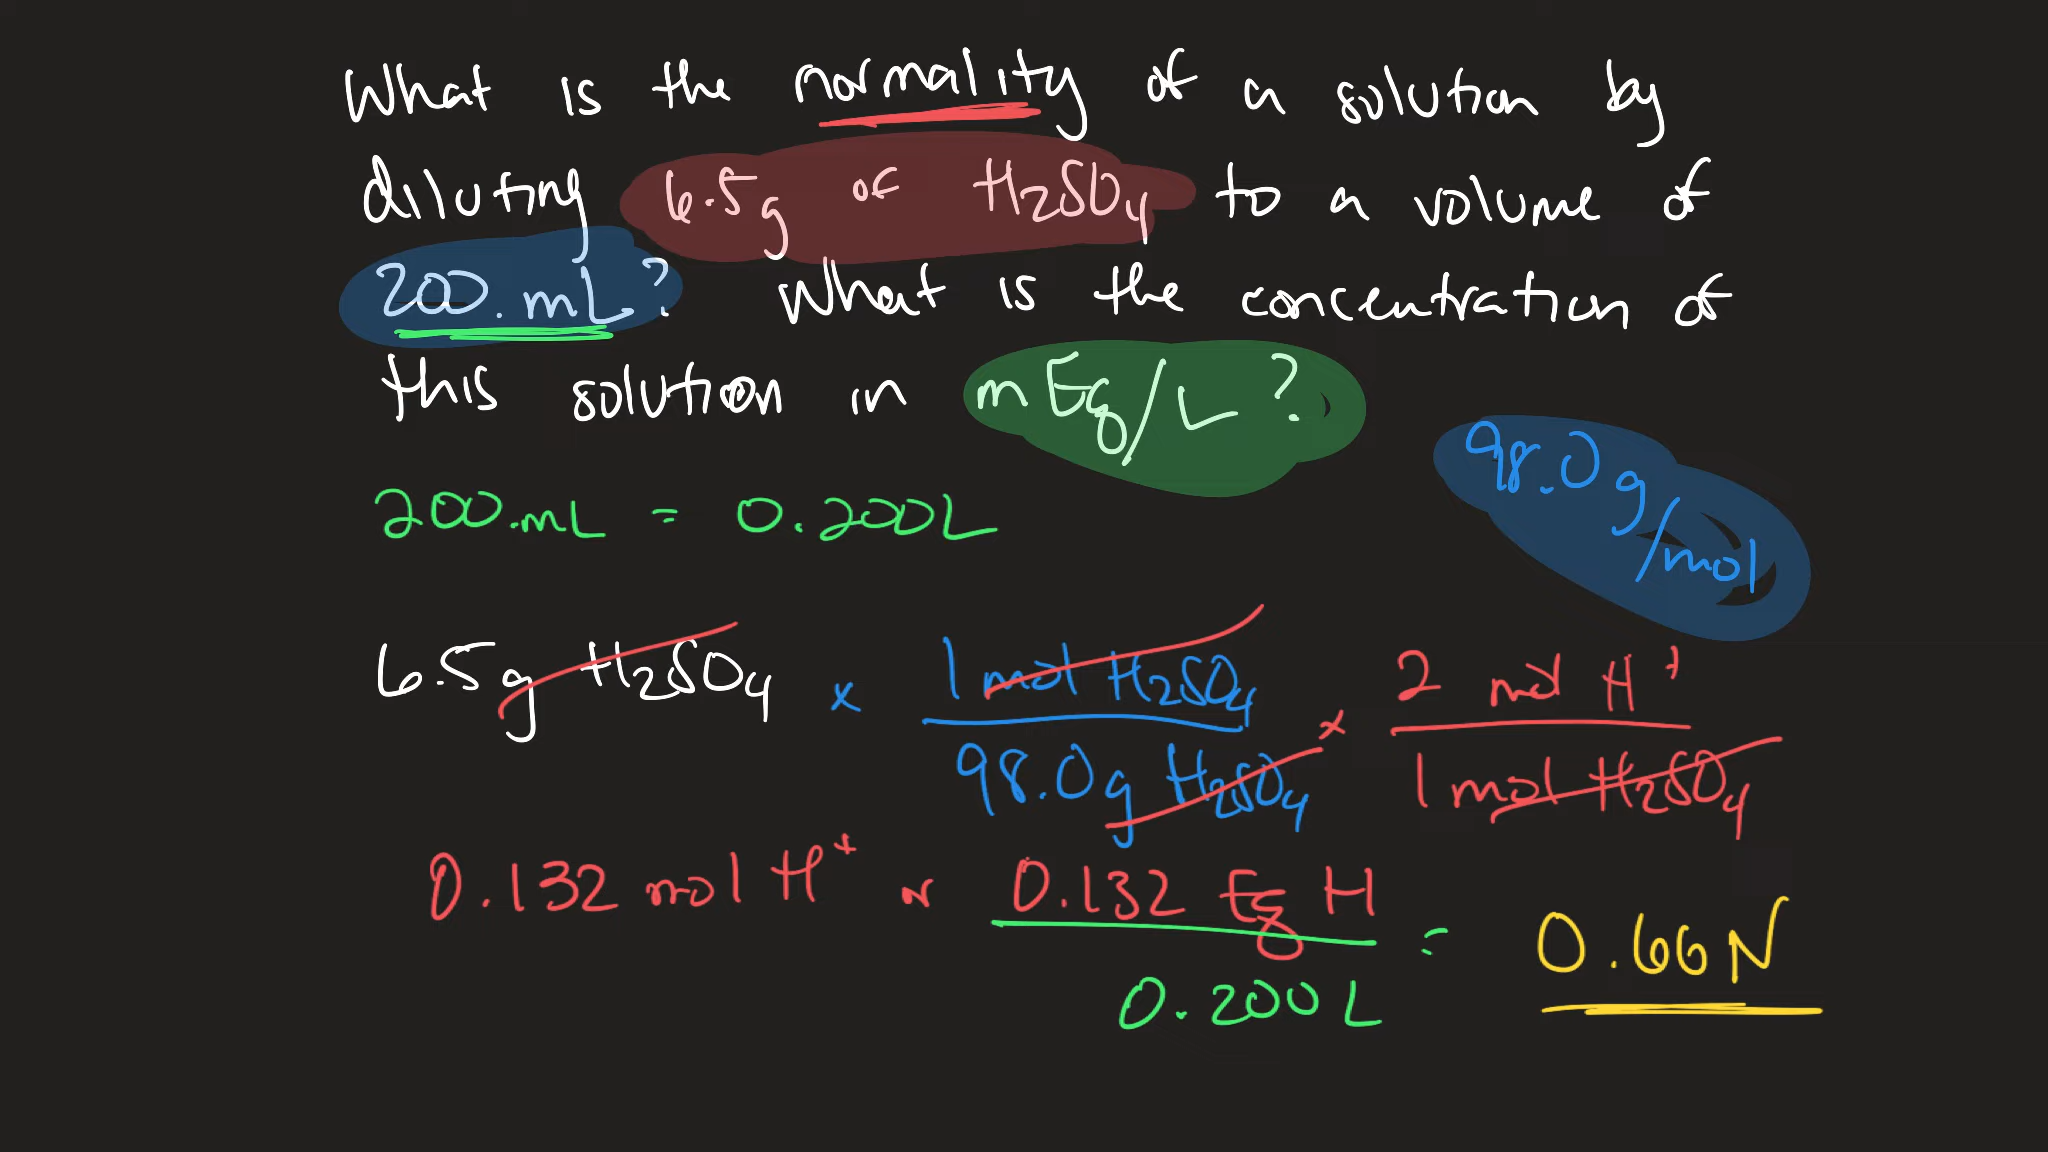 What is the normality of a solution by
diluting 6.5g of H₂SO₄ to a volume of
200. mL? What is the concentration of
this solution in mEq/L?
98.0 g/mol
200. mL = 0.200L
6.5g H₂SO₄ x 1 mol H₂SO₄ / 98.0g H₂SO₄ x 2 mol H⁺ / 1 mol H₂SO₄
0.132 mol H⁺ or 0.132 Eq H / 0.200 L = 0.66 N